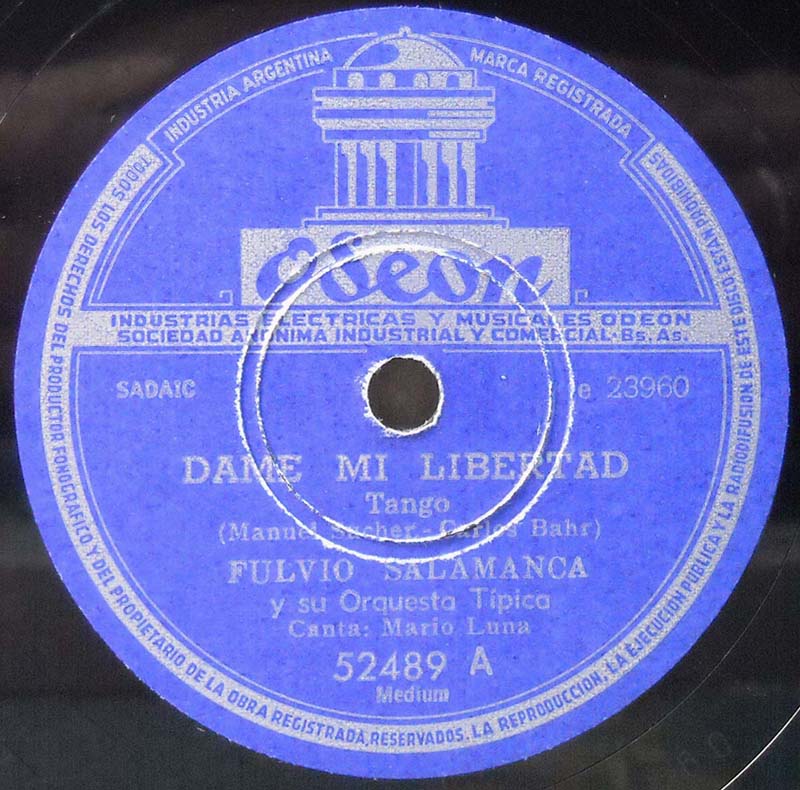 INDUSTRIA ARGENTINA
MARCA REGISTRADA
Odeon
INDUSTRIAS ELECTRICAS Y MUSICALES ODEON
SOCIEDAD ANONIMA INDUSTRIAL Y COMERCIAL - Bs. As.
SADAIC
e 23960
DAME MI LIBERTAD
Tango
(Manuel Sucher - Carlos Bahr)
FULVIO SALAMANCA
y su Orquesta Típica
Canta: Mario Luna
52489 A
Medium
TODOS LOS DERECHOS DEL PRODUCTOR FONOGRAFICO Y DEL PROPIETARIO DE LA OBRA REGISTRADA, RESERVADOS. LA REPRODUCCION, LA EJECUCION PUBLICA Y LA RADIODIFUSION DE ESTE DISCO ESTAN PROHIBIDAS